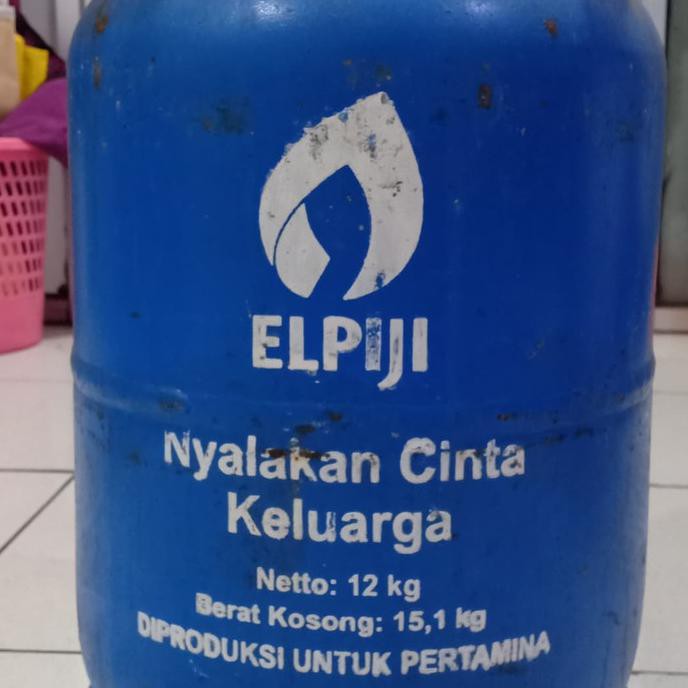 ELPIJI
Nyalakan Cinta
Keluarga
Netto: 12 kg
Berat Kosong: 15,1 kg
DIPRODUKSI UNTUK PERTAMINA